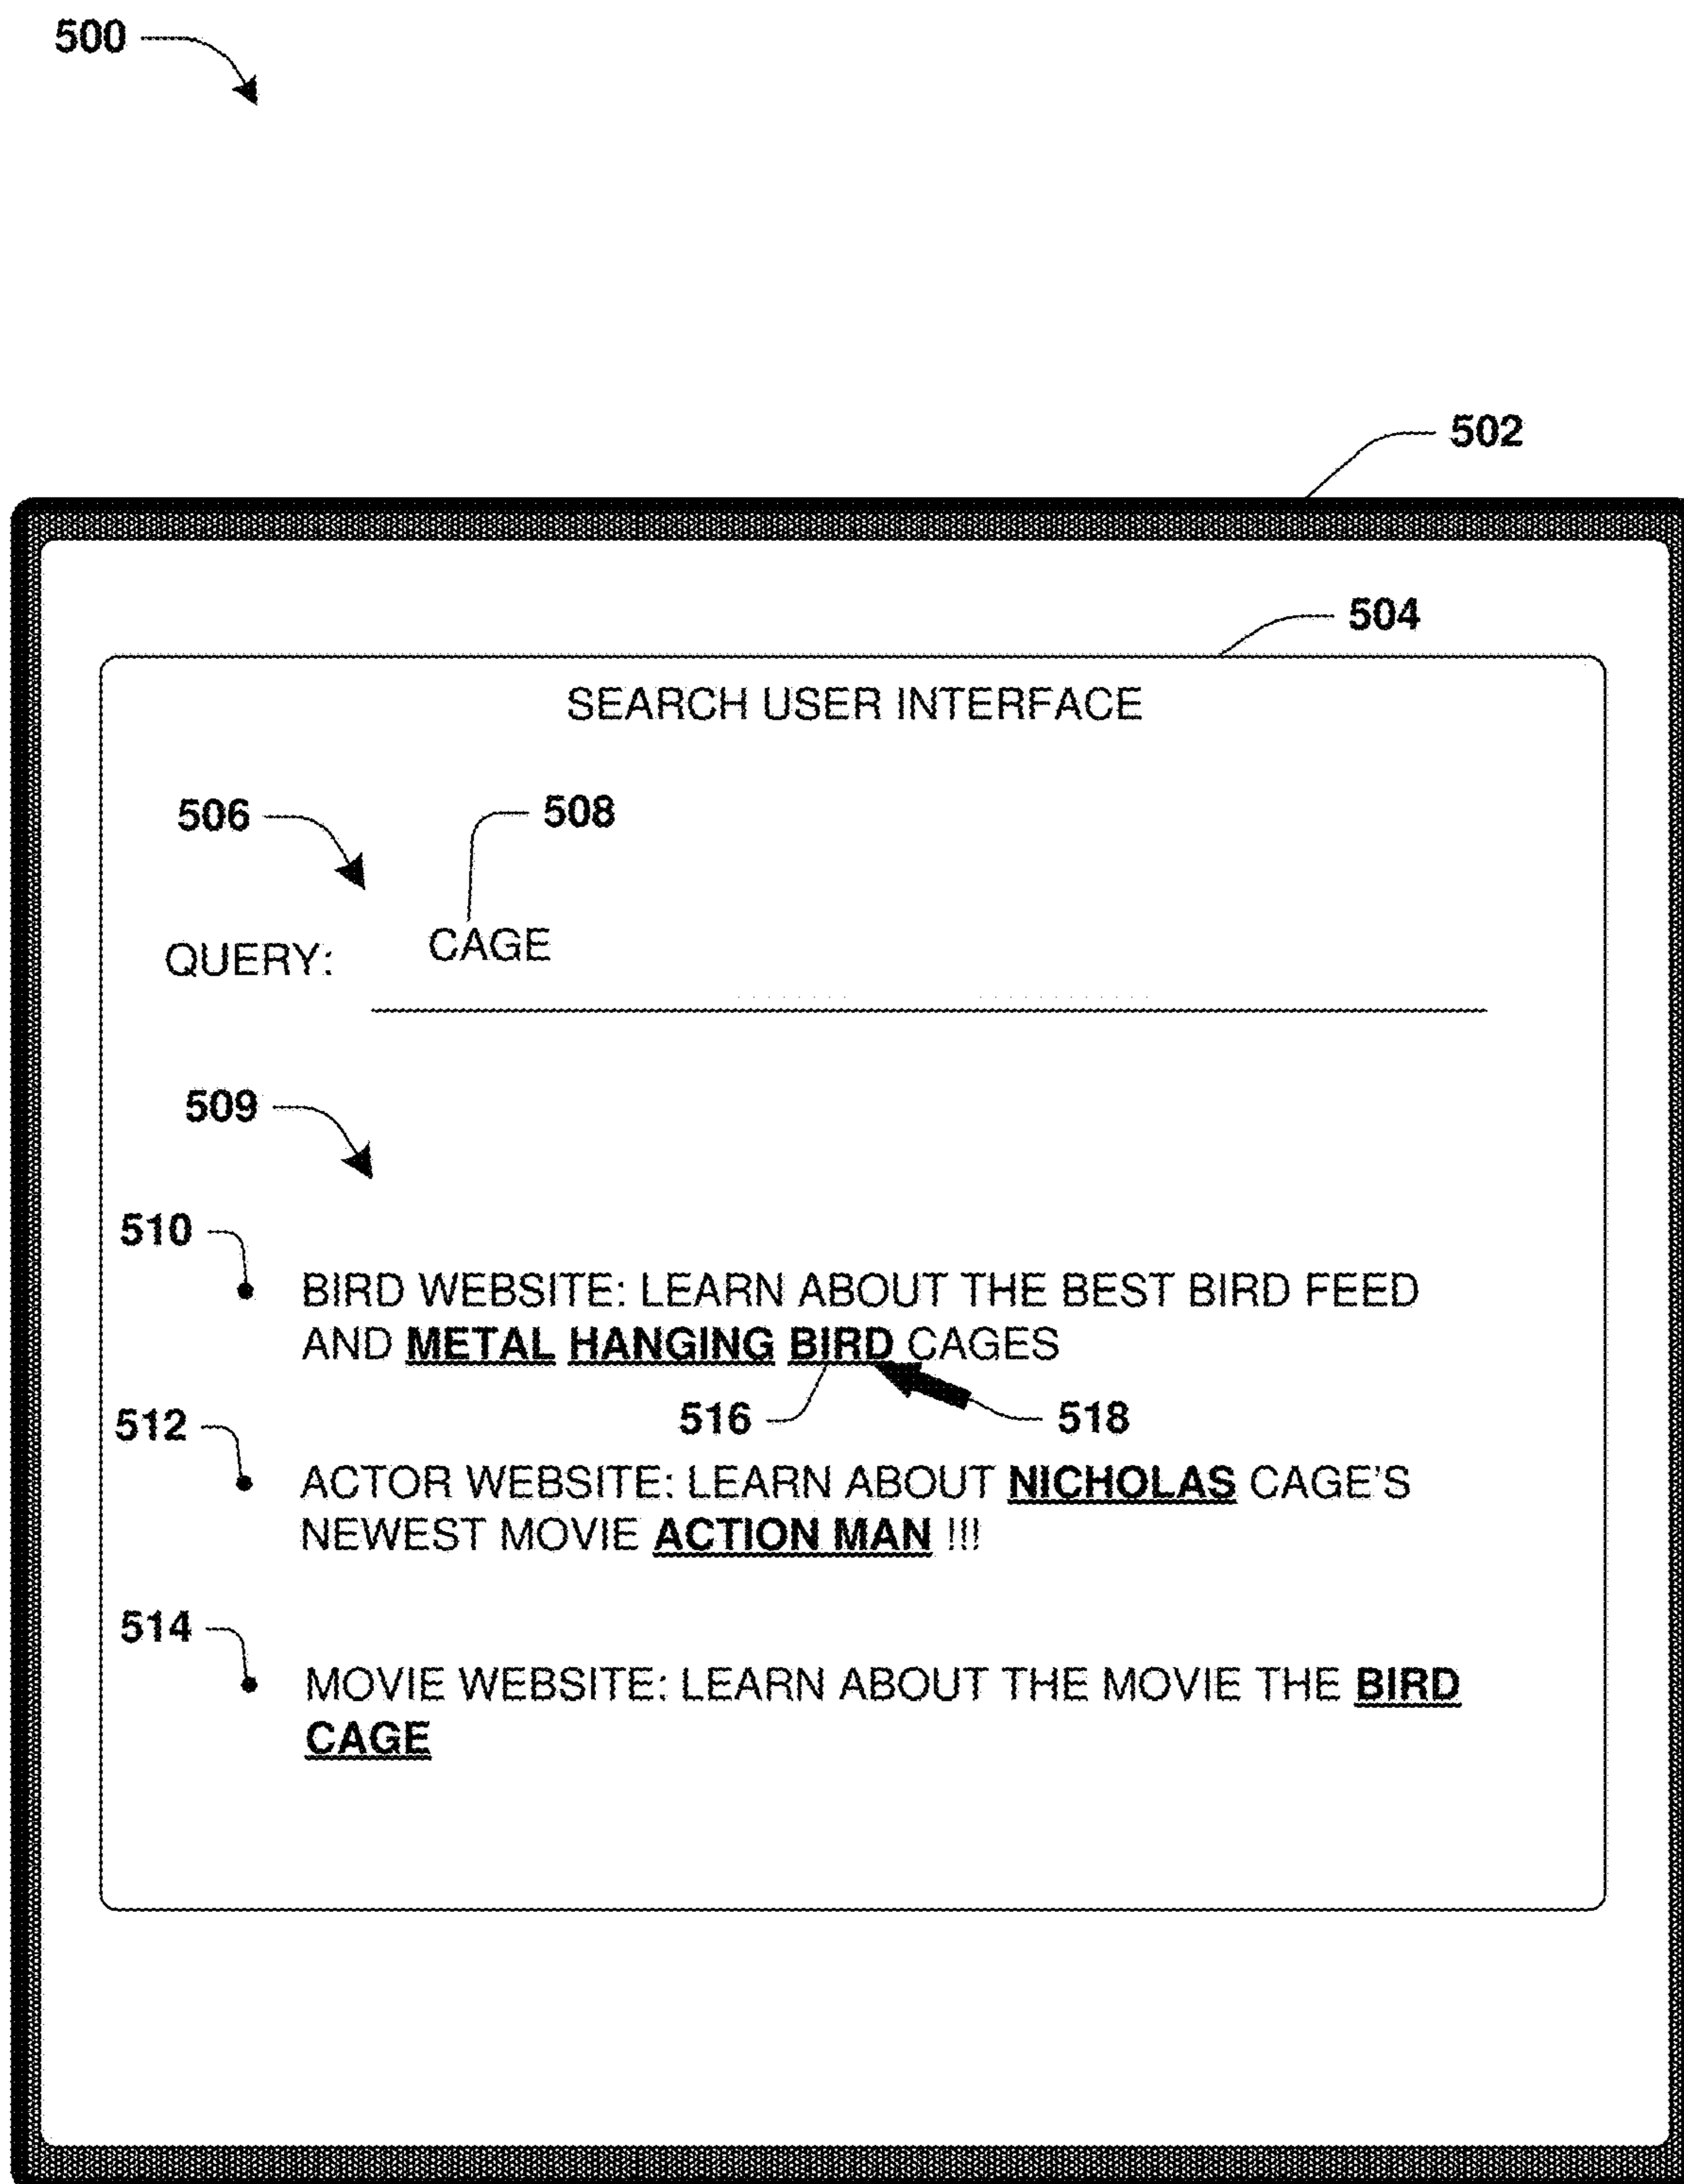 500
502
504
SEARCH USER INTERFACE
506
508
QUERY: CAGE
509
510
BIRD WEBSITE: LEARN ABOUT THE BEST BIRD FEED
AND METAL HANGING BIRD CAGES
516
518
512
ACTOR WEBSITE: LEARN ABOUT NICHOLAS CAGE'S
NEWEST MOVIE ACTION MAN !!!
514
MOVIE WEBSITE: LEARN ABOUT THE MOVIE THE BIRD
CAGE